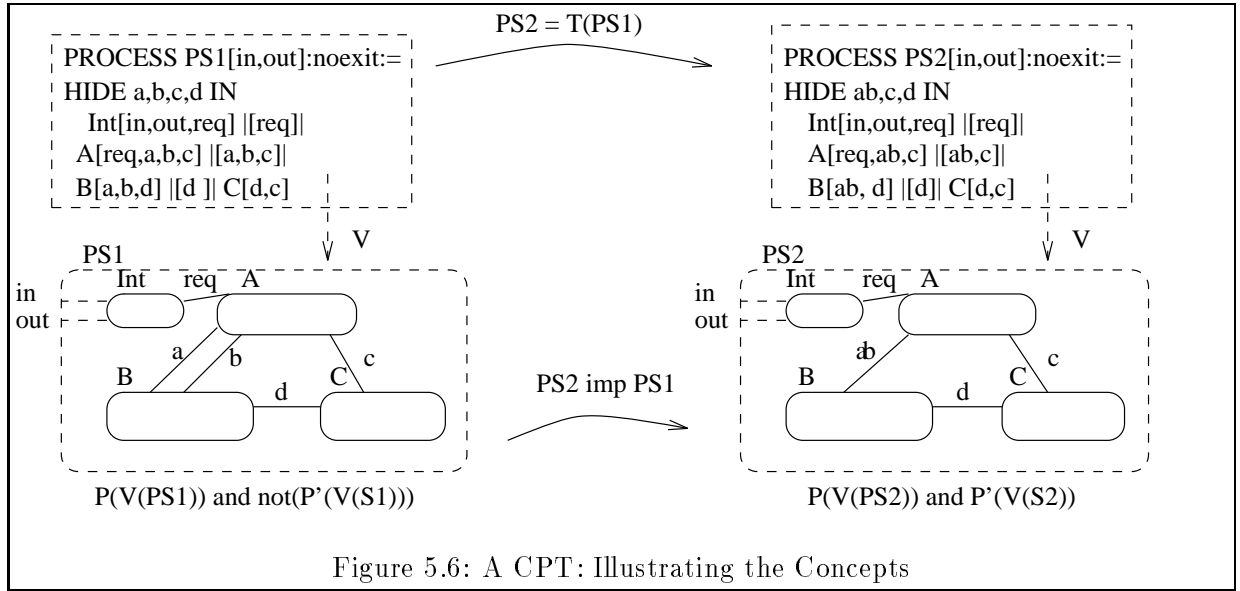 PS2 = T(PS1)
PROCESS PS1[in,out]:noexit:=
HIDE a,b,c,d IN
Int[in,out,req] |[req]|
A[req,a,b,c] |[a,b,c]|
B[a,b,d] |[d ]| C[d,c]
PROCESS PS2[in,out]:noexit:=
HIDE ab,c,d IN
Int[in,out,req] |[req]|
A[req,ab,c] |[ab,c]|
B[ab, d] |[d]| C[d,c]
V
V
PS1
Int
req
A
in
out
a
b
c
B
d
C
PS2 imp PS1
PS2
Int
req
A
in
out
ab
c
B
d
C
P(V(PS1)) and not(P'(V(S1)))
P(V(PS2)) and P'(V(S2))
Figure 5.6: A CPT: Illustrating the Concepts